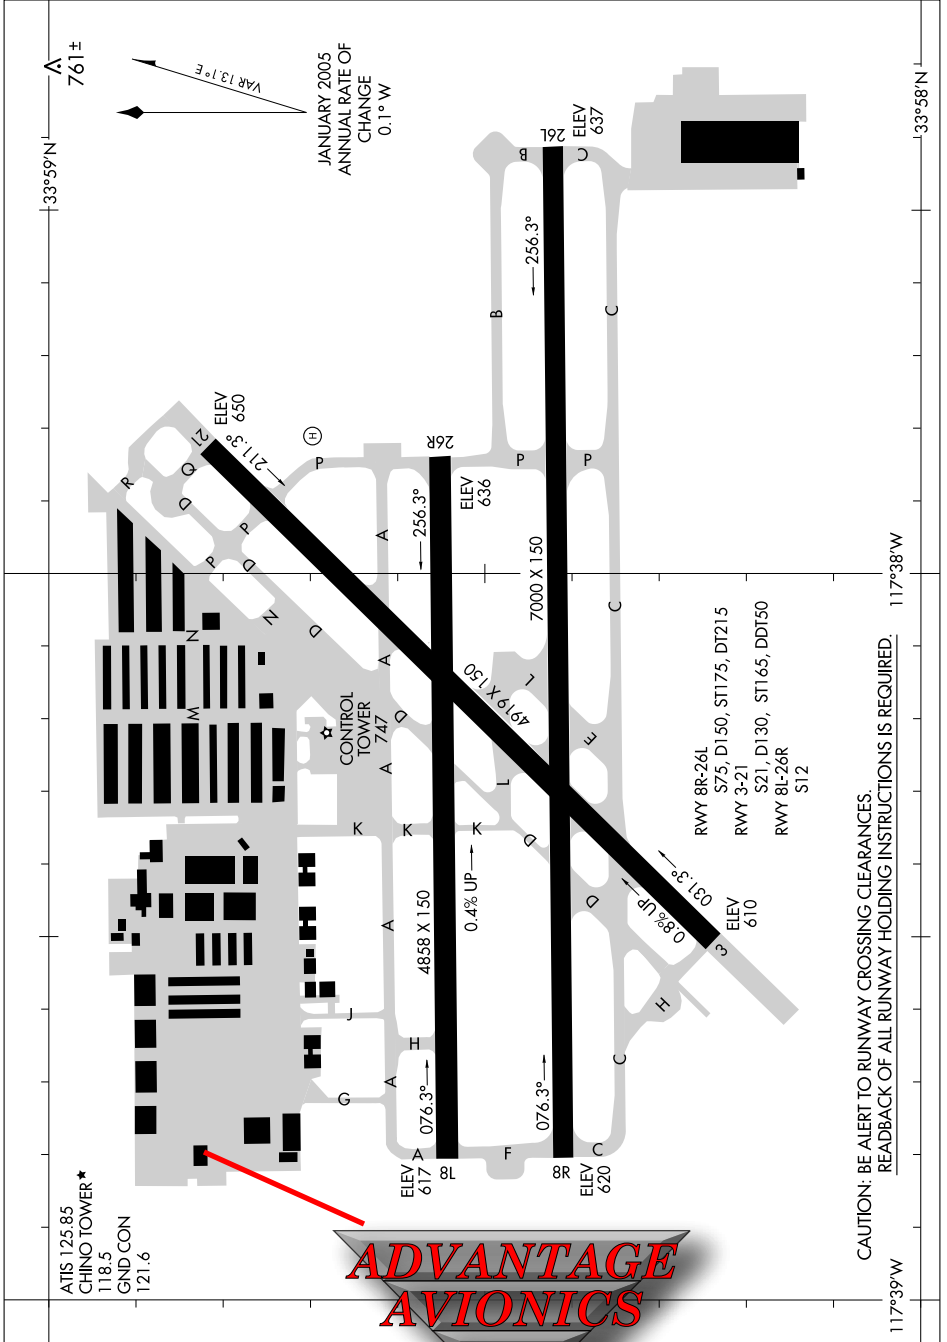 ATIS 125.85
CHINO TOWER★
118.5
GND CON
121.6
761±
VAR 13.1° E
JANUARY 2005
ANNUAL RATE OF
CHANGE
0.1° W
33°59'N
33°58'N
117°38'W
117°39'W
26L
ELEV
637
B
C
256.3°
B
C
21
ELEV
650
211.3°
H
P
R
Q
D
P
P
D
N
D
N
M
26R
ELEV
636
256.3°
P
P
A
A
A
D
7000 X 150
C
CONTROL
TOWER
747
4919 X 150
L
L
E
K
K
K
D
D
0.4% UP
4858 X 150
A
J
H
A
G
A
076.3°
076.3°
ELEV
617
8L
F
8R
ELEV
620
C
C
H
031.3°
0.8% UP
3
ELEV
610
RWY 8R-26L
S75, D150, ST175, DT215
RWY 3-21
S21, D130, ST165, DDT50
RWY 8L-26R
S12
CAUTION: BE ALERT TO RUNWAY CROSSING CLEARANCES.
READBACK OF ALL RUNWAY HOLDING INSTRUCTIONS IS REQUIRED.
ADVANTAGE
AVIONICS